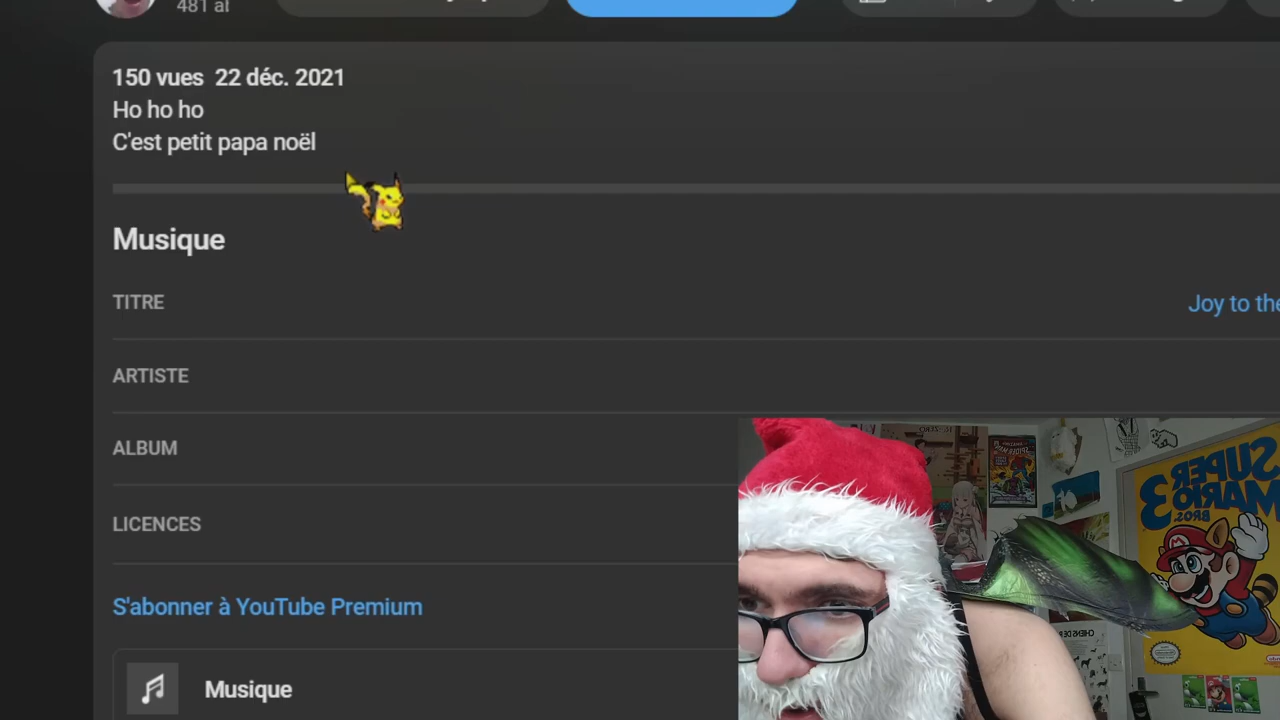 481 a
150 vues 22 déc. 2021
Ho ho ho
C'est petit papa noël
Musique
TITRE
Joy to the
ARTISTE
ALBUM
LICENCES
S'abonner à YouTube Premium
Musique
SUPER
MARIO
BROS.
3